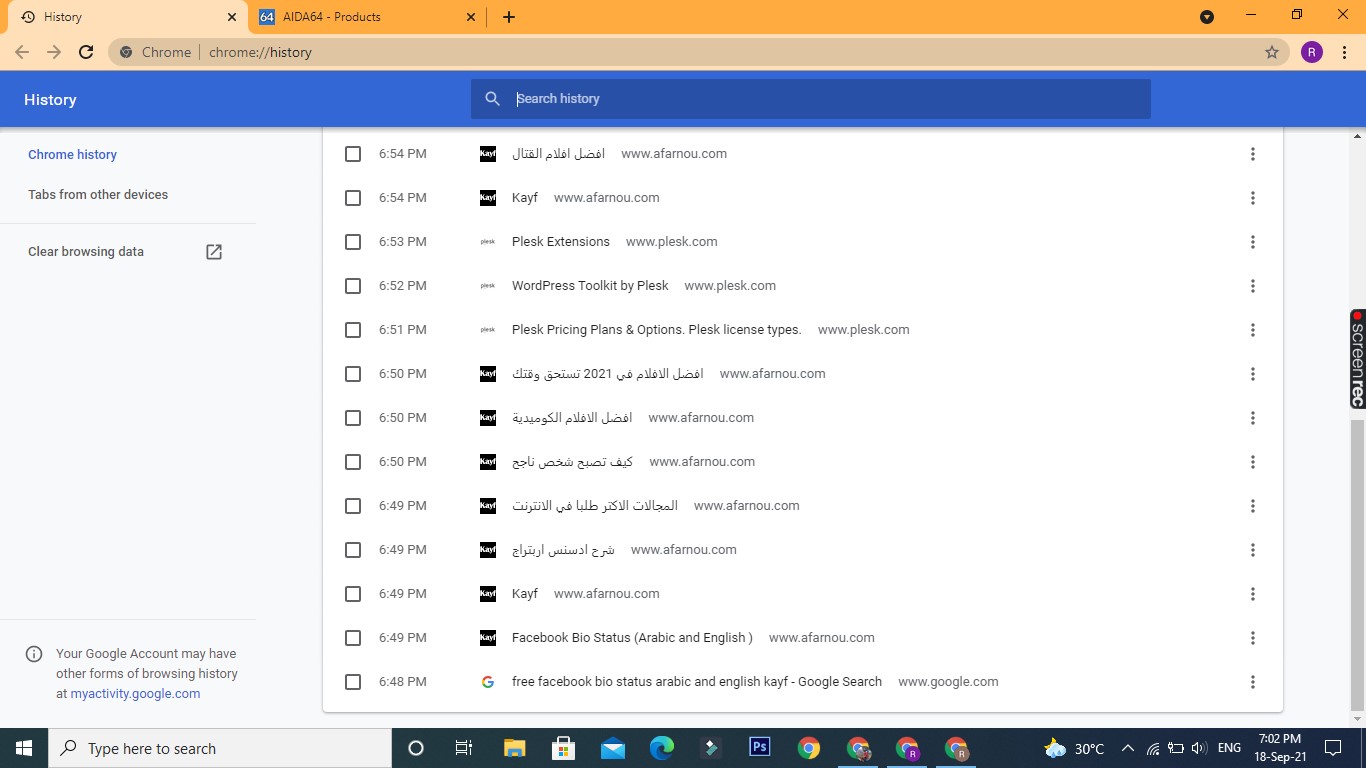 History
AIDA64 - Products
Chrome chrome://history
R
History
Search history
Chrome history
Tabs from other devices
Clear browsing data
6:54 PM Kayf افضل افلام القتال www.afarnou.com
6:54 PM Kayf Kayf www.afarnou.com
6:53 PM plesk Plesk Extensions www.plesk.com
6:52 PM plesk WordPress Toolkit by Plesk www.plesk.com
6:51 PM plesk Plesk Pricing Plans & Options. Plesk license types. www.plesk.com
6:50 PM Kayf افضل الافلام في 2021 تستحق وقتك www.afarnou.com
6:50 PM Kayf افضل الافلام الكوميدية www.afarnou.com
6:50 PM Kayf كيف تصبح شخص ناجح www.afarnou.com
6:49 PM Kayf المجالات الاكثر طلبا في الانترنت www.afarnou.com
6:49 PM Kayf شرح ادسنس اربتراج www.afarnou.com
6:49 PM Kayf Kayf www.afarnou.com
6:49 PM Kayf Facebook Bio Status (Arabic and English ) www.afarnou.com
6:48 PM G free facebook bio status arabic and english kayf - Google Search www.google.com
Your Google Account may have
other forms of browsing history
at myactivity.google.com
screenrec
Type here to search
Ps
30°C
ENG
7:02 PM
18-Sep-21